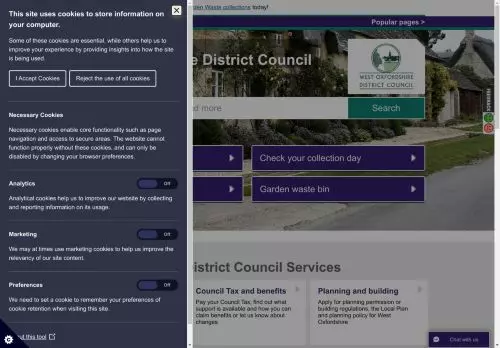 This site uses cookies to store information on
your computer.
Some of these cookies are essential, while others help us to
improve your experience by providing insights into how the site
is being used.
I Accept Cookies
Reject the use of all cookies
Necessary Cookies
Necessary cookies enable core functionality such as page
navigation and access to secure areas. The website cannot
function properly without these cookies, and can only be
disabled by changing your browser preferences.
Analytics
Off
Analytical cookies help us to improve our website by collecting
and reporting information on its usage.
Marketing
Off
We may at times use marketing cookies to help us improve the
relevancy of our site content.
Preferences
Off
We need to set a cookie to remember your preferences of
cookie retention when visiting this site.
out this tool
den Waste collections today!
Popular pages >
e District Council
WEST OXFORDSHIRE
DISTRICT COUNCIL
d more
Search
Check your collection day
Garden waste bin
istrict Council Services
Council Tax and benefits
Pay your Council Tax, find out what
support is available and how you can
claim benefits or let us know about
changes
Planning and building
Apply for planning permission or
building regulations, the Local Plan
and planning policy for West
Oxfordshire
FEEDBACK
Chat with us